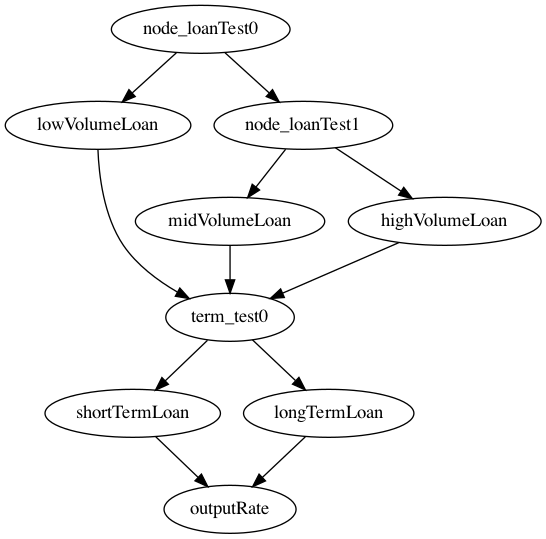 node_loanTest0
lowVolumeLoan
node_loanTest1
midVolumeLoan
highVolumeLoan
term_test0
shortTermLoan
longTermLoan
outputRate